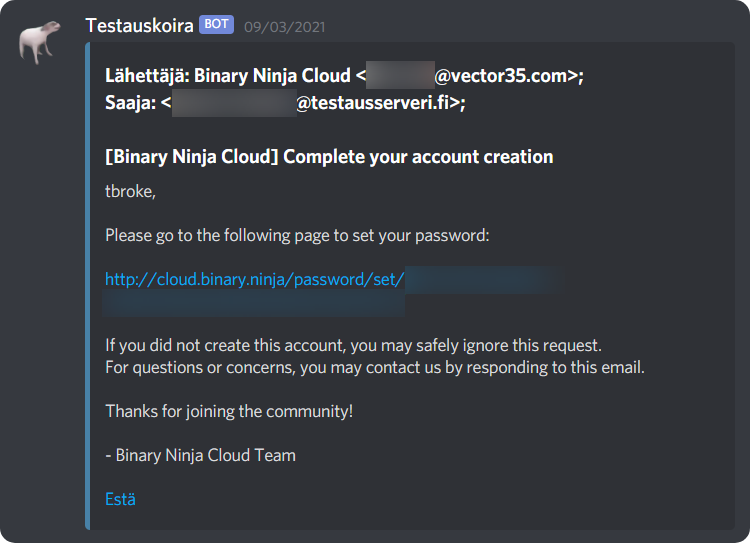 Testauskoira BOT 09/03/2021
Lähettäjä: Binary Ninja Cloud < @vector35.com>;
Saaja: < @testausserveri.fi>;
[Binary Ninja Cloud] Complete your account creation
tbroke,
Please go to the following page to set your password:
http://cloud.binary.ninja/password/set/
If you did not create this account, you may safely ignore this request.
For questions or concerns, you may contact us by responding to this email.
Thanks for joining the community!
- Binary Ninja Cloud Team
Estä